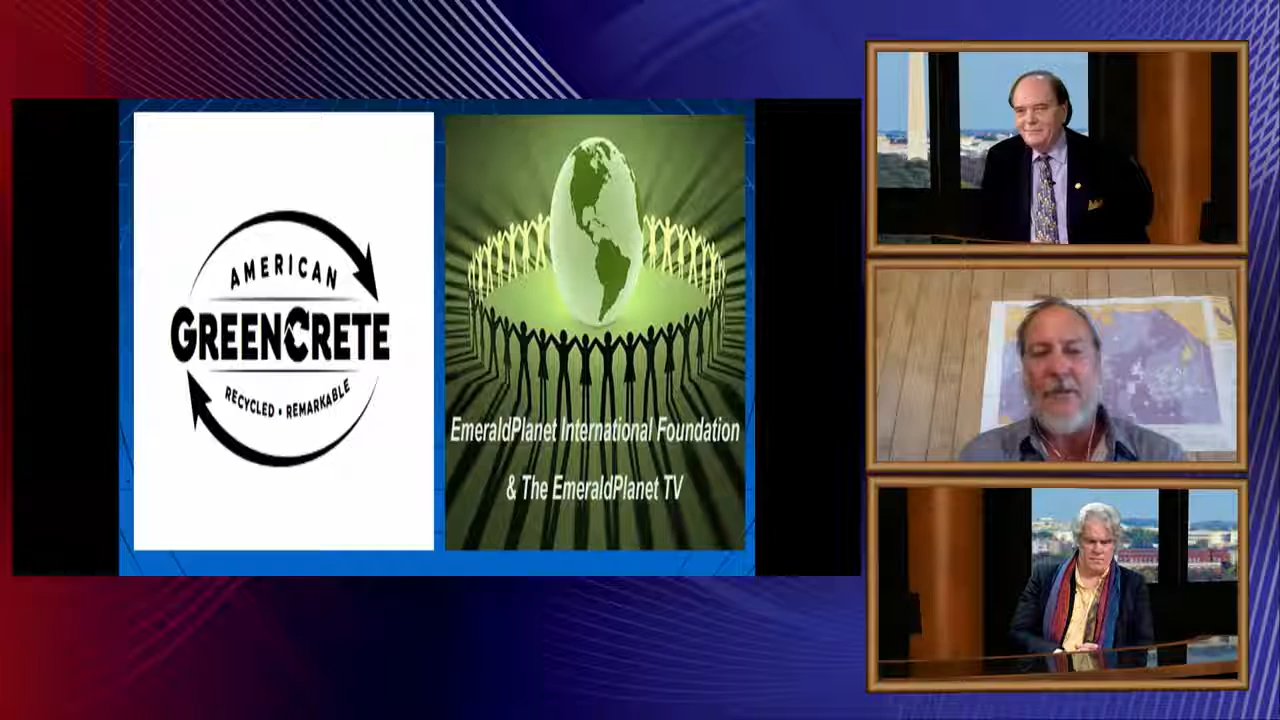 AMERICAN
GREENCRETE
RECYCLED • REMARKABLE
EmeraldPlanet International Foundation
& The EmeraldPlanet TV